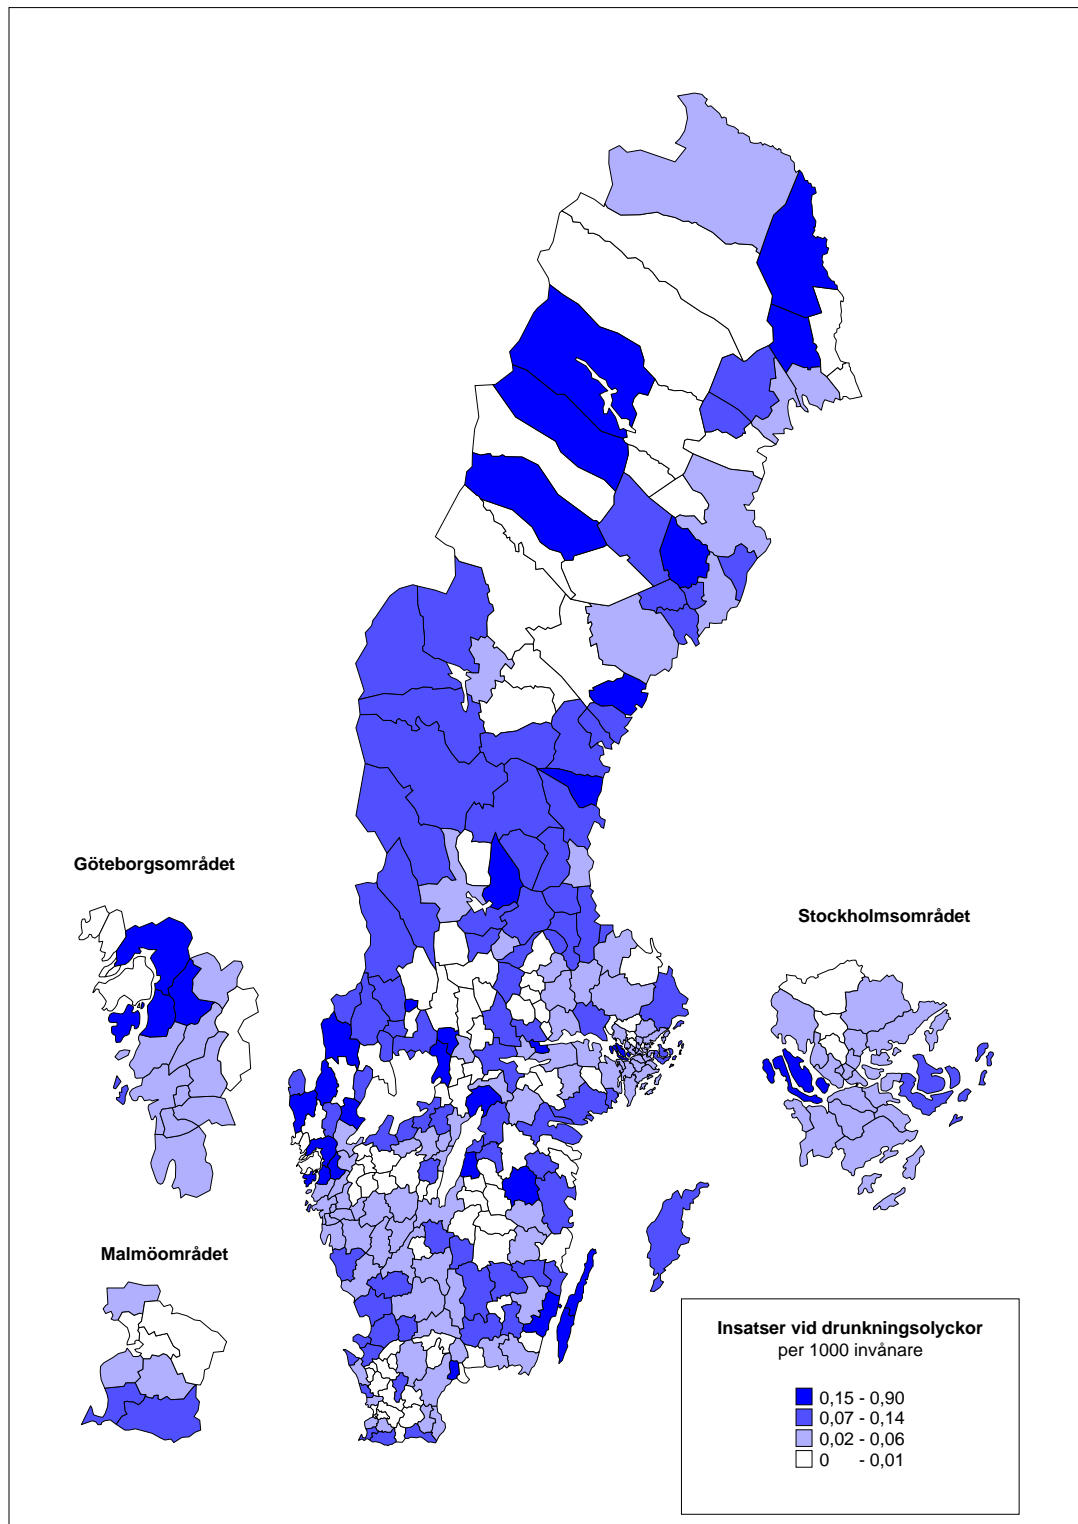 Göteborgsområdet
Stockholmsområdet
Malmöområdet
Insatser vid drunkningsolyckor
per 1000 invånare
0,15 - 0,90
0,07 - 0,14
0,02 - 0,06
0 - 0,01